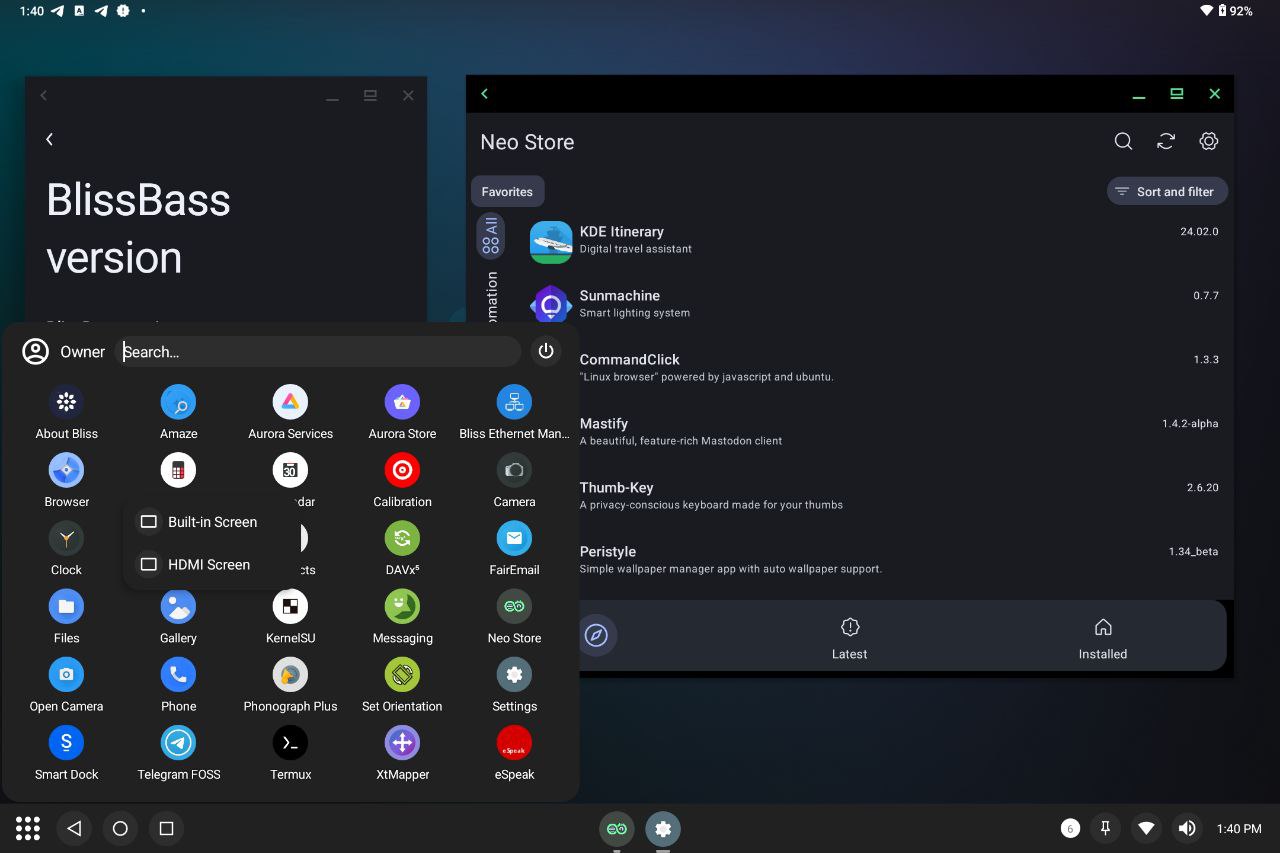 1:40
92%
BlissBass
version
Neo Store
Favorites
Sort and filter
All
KDE Itinerary
24.02.0
Digital travel assistant
Sunmachine
0.7.7
Smart lighting system
CommandClick
1.3.3
"Linux browser" powered by javascript and ubuntu.
Mastify
1.4.2-alpha
A beautiful, feature-rich Mastodon client
Thumb-Key
2.6.20
A privacy-conscious keyboard made for your thumbs
Peristyle
1.34_beta
Simple wallpaper manager app with auto wallpaper support.
Latest
Installed
Owner
Search...
About Bliss
Amaze
Aurora Services
Aurora Store
Bliss Ethernet Man...
30
Browser
dar
Calibration
Camera
Built-in Screen
HDMI Screen
Clock
cts
DAVx⁵
FairEmail
Files
Gallery
KernelSU
Messaging
Neo Store
Open Camera
Phone
Phonograph Plus
Set Orientation
Settings
eSpeak
Smart Dock
Telegram FOSS
Termux
XtMapper
eSpeak
6
1:40 PM